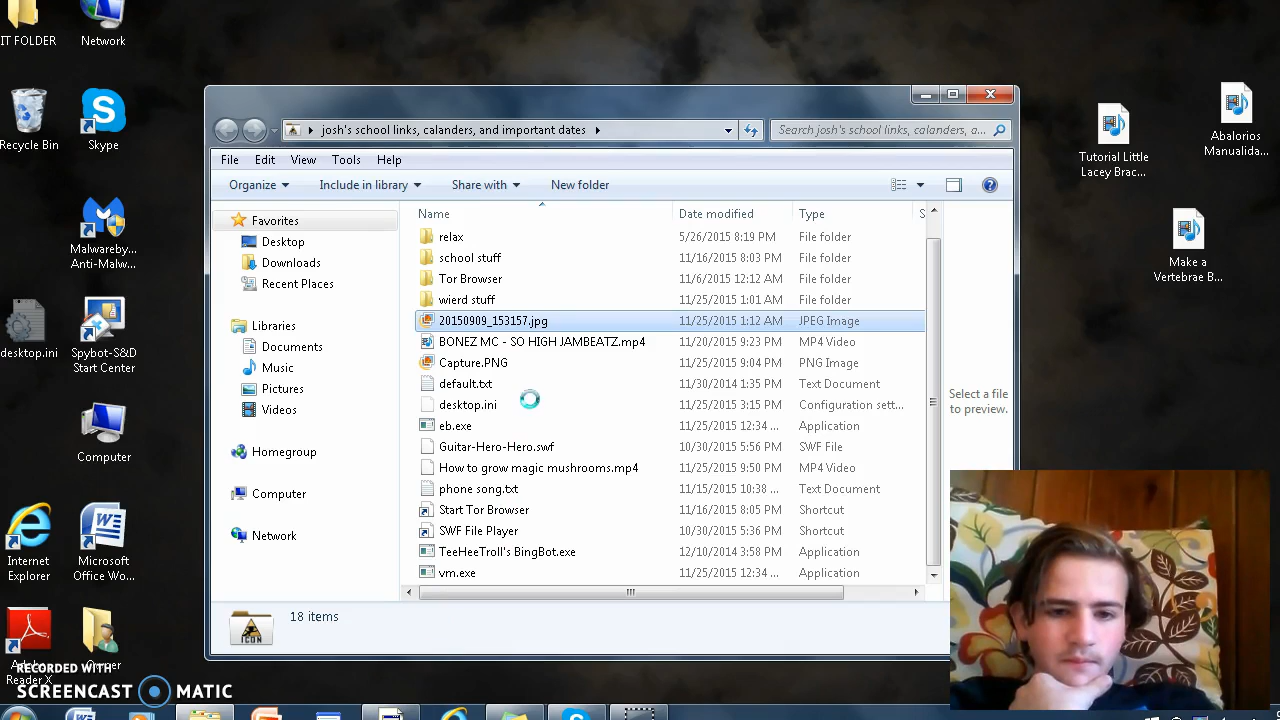 IT FOLDER
Network
Recycle Bin
Skype
Malwareby...
Anti-Malw...
desktop.ini
Spybot-S&D
Start Center
Computer
Internet
Explorer
Microsoft
Office Wo...
Reader X
Owner
RECORDED WITH
SCREENCAST MATIC
josh's school links, calanders, and important dates
Search josh's school links, calanders, a...
File Edit View Tools Help
Organize Include in library Share with New folder
Favorites
Desktop
Downloads
Recent Places
Libraries
Documents
Music
Pictures
Videos
Homegroup
Computer
Network
Name Date modified Type S
relax 5/26/2015 8:19 PM File folder
school stuff 11/16/2015 8:03 PM File folder
Tor Browser 11/6/2015 12:12 AM File folder
wierd stuff 11/25/2015 1:01 AM File folder
20150909_153157.jpg 11/25/2015 1:12 AM JPEG Image
BONEZ MC - SO HIGH JAMBEATZ.mp4 11/20/2015 9:23 PM MP4 Video
Capture.PNG 11/25/2015 9:04 PM PNG Image
default.txt 11/30/2014 1:35 PM Text Document
desktop.ini 11/25/2015 3:15 PM Configuration sett...
eb.exe 11/25/2015 12:34 ... Application
Guitar-Hero-Hero.swf 10/30/2015 5:56 PM SWF File
How to grow magic mushrooms.mp4 11/25/2015 9:50 PM MP4 Video
phone song.txt 11/15/2015 10:38 ... Text Document
Start Tor Browser 11/16/2015 8:05 PM Shortcut
SWF File Player 10/30/2015 5:36 PM Shortcut
TeeHeeTroll's BingBot.exe 12/10/2014 3:58 PM Application
vm.exe 11/25/2015 12:34 ... Application
Select a file
to preview.
ICON
18 items
Tutorial Little
Lacey Brac...
Abalorios
Manualida...
Make a
Vertebrae B...